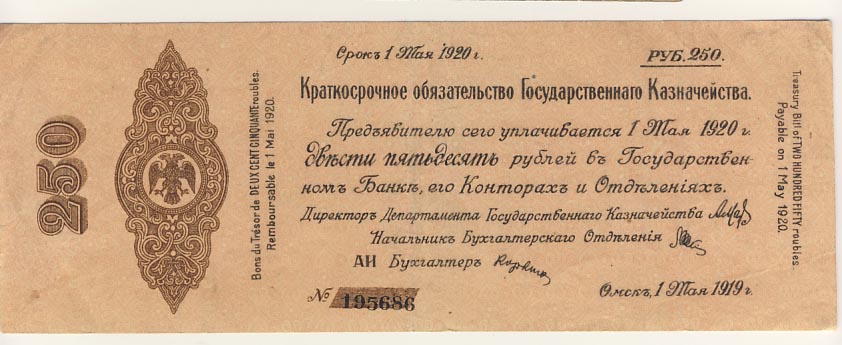 250
Bons du Trésor de DEUX CENT CINQUANTE roubles.
Remboursable le 1 Mai 1920.
Срокъ 1 Мая 1920 г.
РУБ. 250.
Краткосрочное обязательство Государственнаго Казначейства.
Предъявителю сего уплачивается 1 Мая 1920 г.
двѣсти пятьдесятъ рублей въ Государствен-
номъ Банкѣ, его Конторахъ и Отдѣленіяхъ.
Директоръ Департамента Государственнаго Казначейства
Начальникъ Бухгалтерскаго Отдѣленія
АИ Бухгалтеръ
№ 195686
Омскъ, 1 Мая 1919 г.
Treasury Bill of TWO HUNDRED FIFTY roubles.
Payable on 1 May 1920.